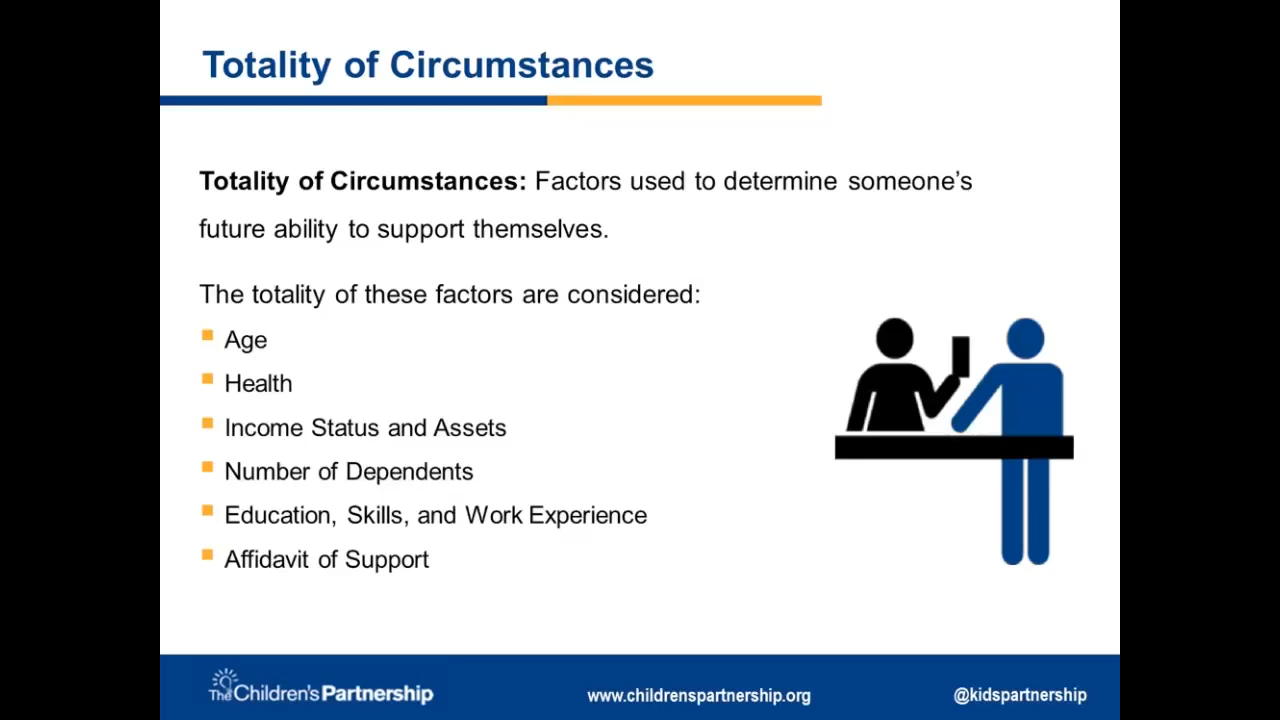 Totality of Circumstances
Totality of Circumstances: Factors used to determine someone’s
future ability to support themselves.
The totality of these factors are considered:
Age
Health
Income Status and Assets
Number of Dependents
Education, Skills, and Work Experience
Affidavit of Support
The Children's Partnership
www.childrenspartnership.org
@kidspartnership